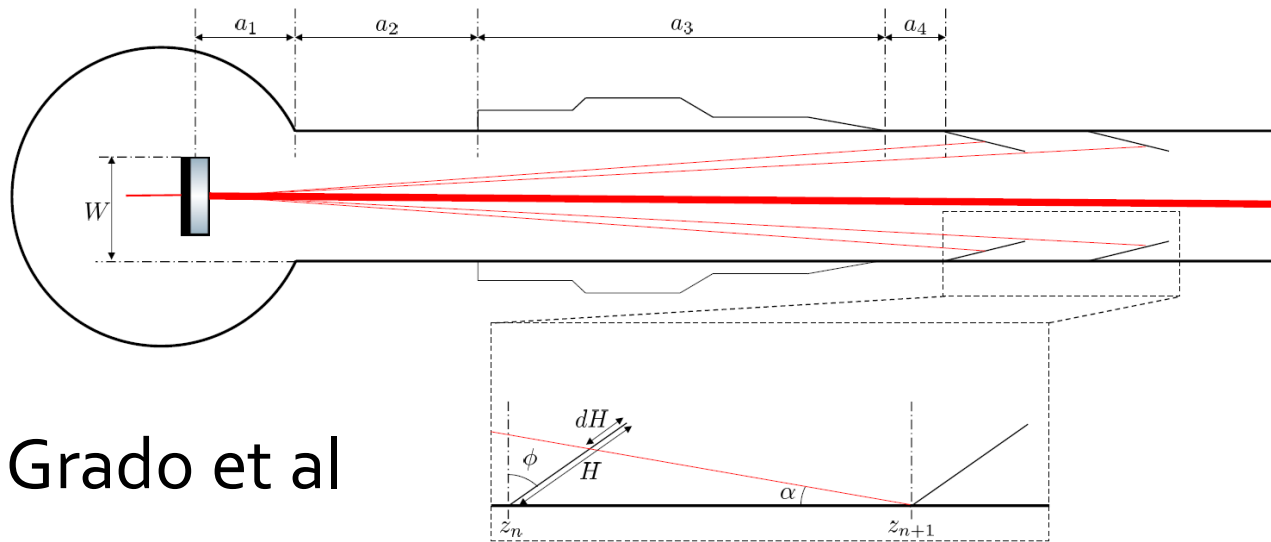 a₁ a₂ a₃ a₄
W
Grado et al
dH
ϕ
H
α
zₙ zₙ₊₁